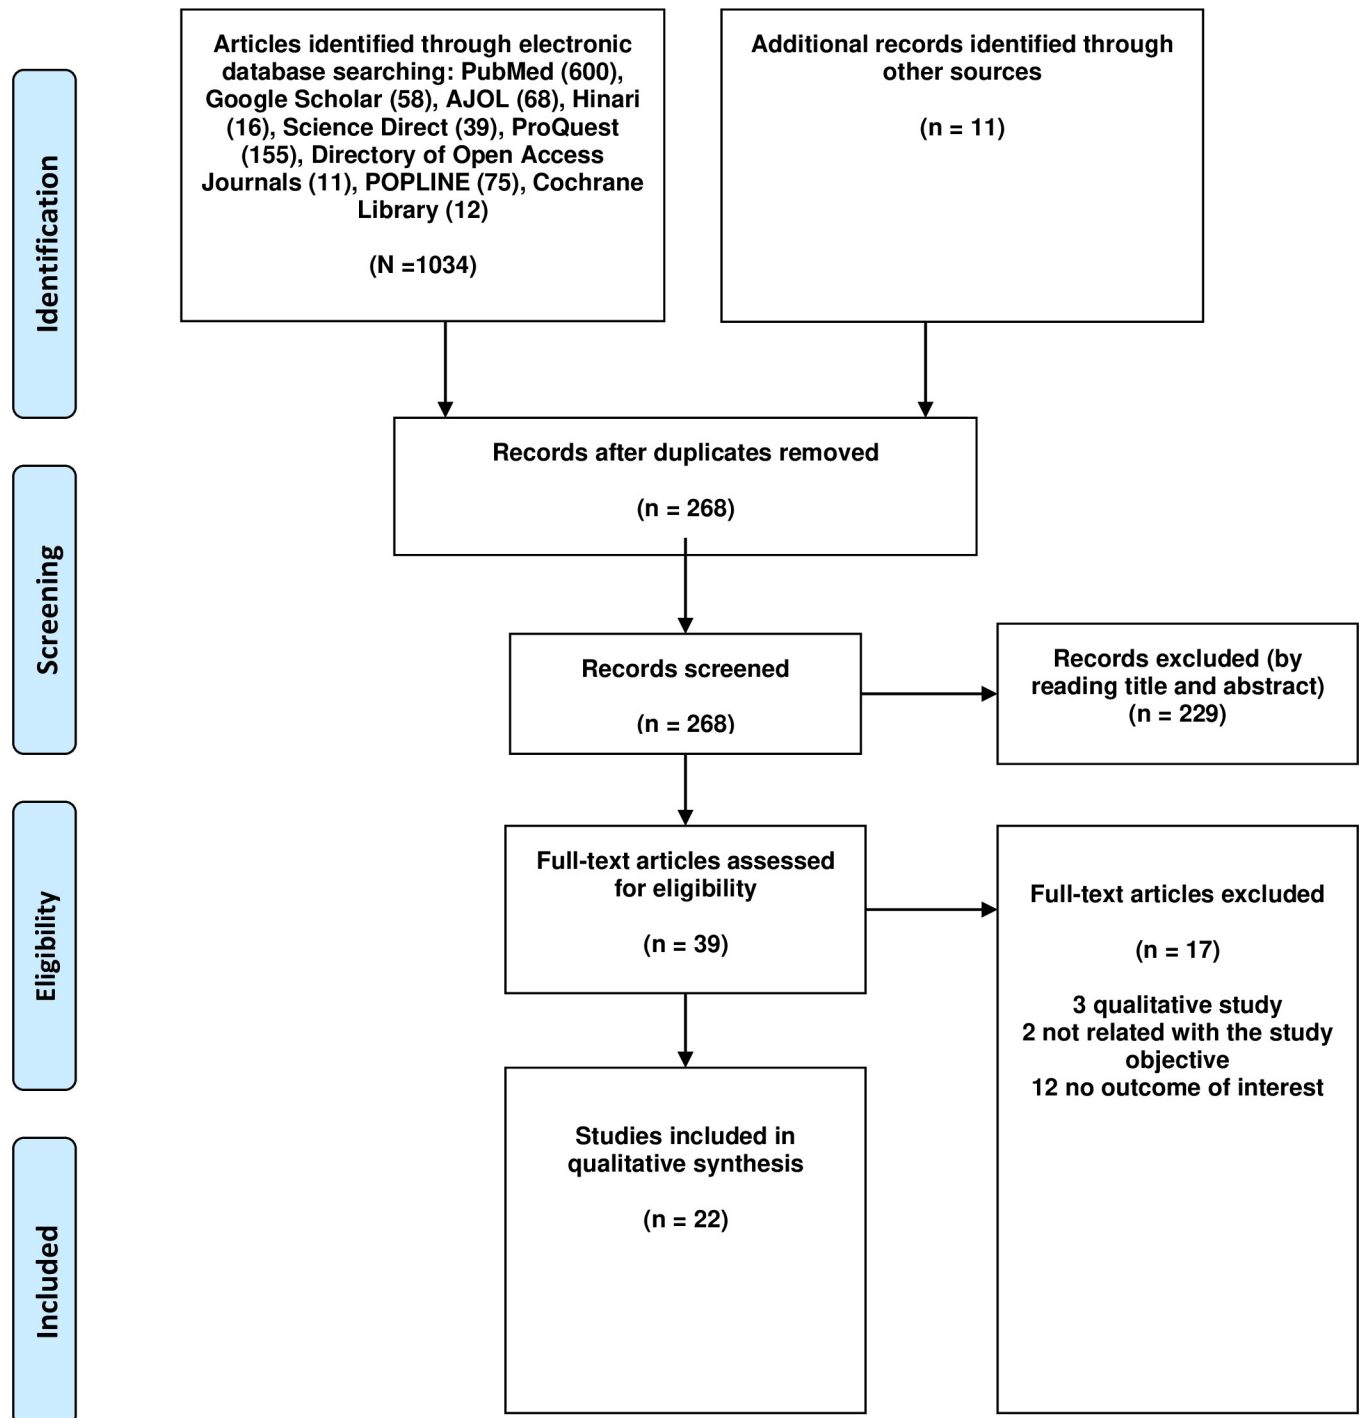 Identification
Articles identified through electronic
database searching: PubMed (600),
Google Scholar (58), AJOL (68), Hinari
(16), Science Direct (39), ProQuest
(155), Directory of Open Access
Journals (11), POPLINE (75), Cochrane
Library (12)
(N =1034)
Additional records identified through
other sources
(n = 11)
Records after duplicates removed
(n = 268)
Screening
Records screened
(n = 268)
Records excluded (by
reading title and abstract)
(n = 229)
Eligibility
Full-text articles assessed
for eligibility
(n = 39)
Full-text articles excluded
(n = 17)
3 qualitative study
2 not related with the study
objective
12 no outcome of interest
Included
Studies included in
qualitative synthesis
(n = 22)